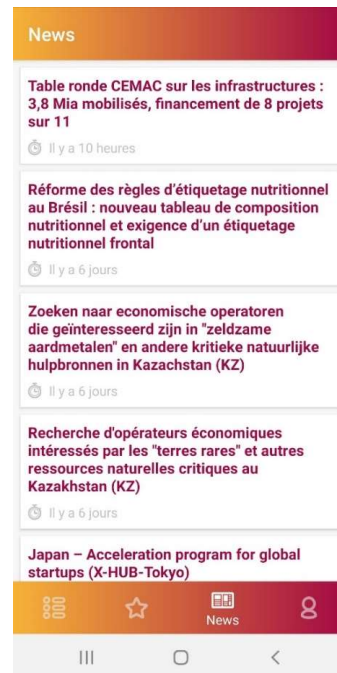 News
Table ronde CEMAC sur les infrastructures :
3,8 Mia mobilisés, financement de 8 projets
sur 11
Il y a 10 heures
Réforme des règles d'étiquetage nutritionnel
au Brésil : nouveau tableau de composition
nutritionnel et exigence d'un étiquetage
nutritionnel frontal
Il y a 6 jours
Zoeken naar economische operatoren
die geïnteresseerd zijn in "zeldzame
aardmetalen" en andere kritieke natuurlijke
hulpbronnen in Kazachstan (KZ)
Il y a 6 jours
Recherche d'opérateurs économiques
intéressés par les "terres rares" et autres
ressources naturelles critiques au
Kazakhstan (KZ)
Il y a 6 jours
Japan – Acceleration program for global
startups (X-HUB-Tokyo)
News